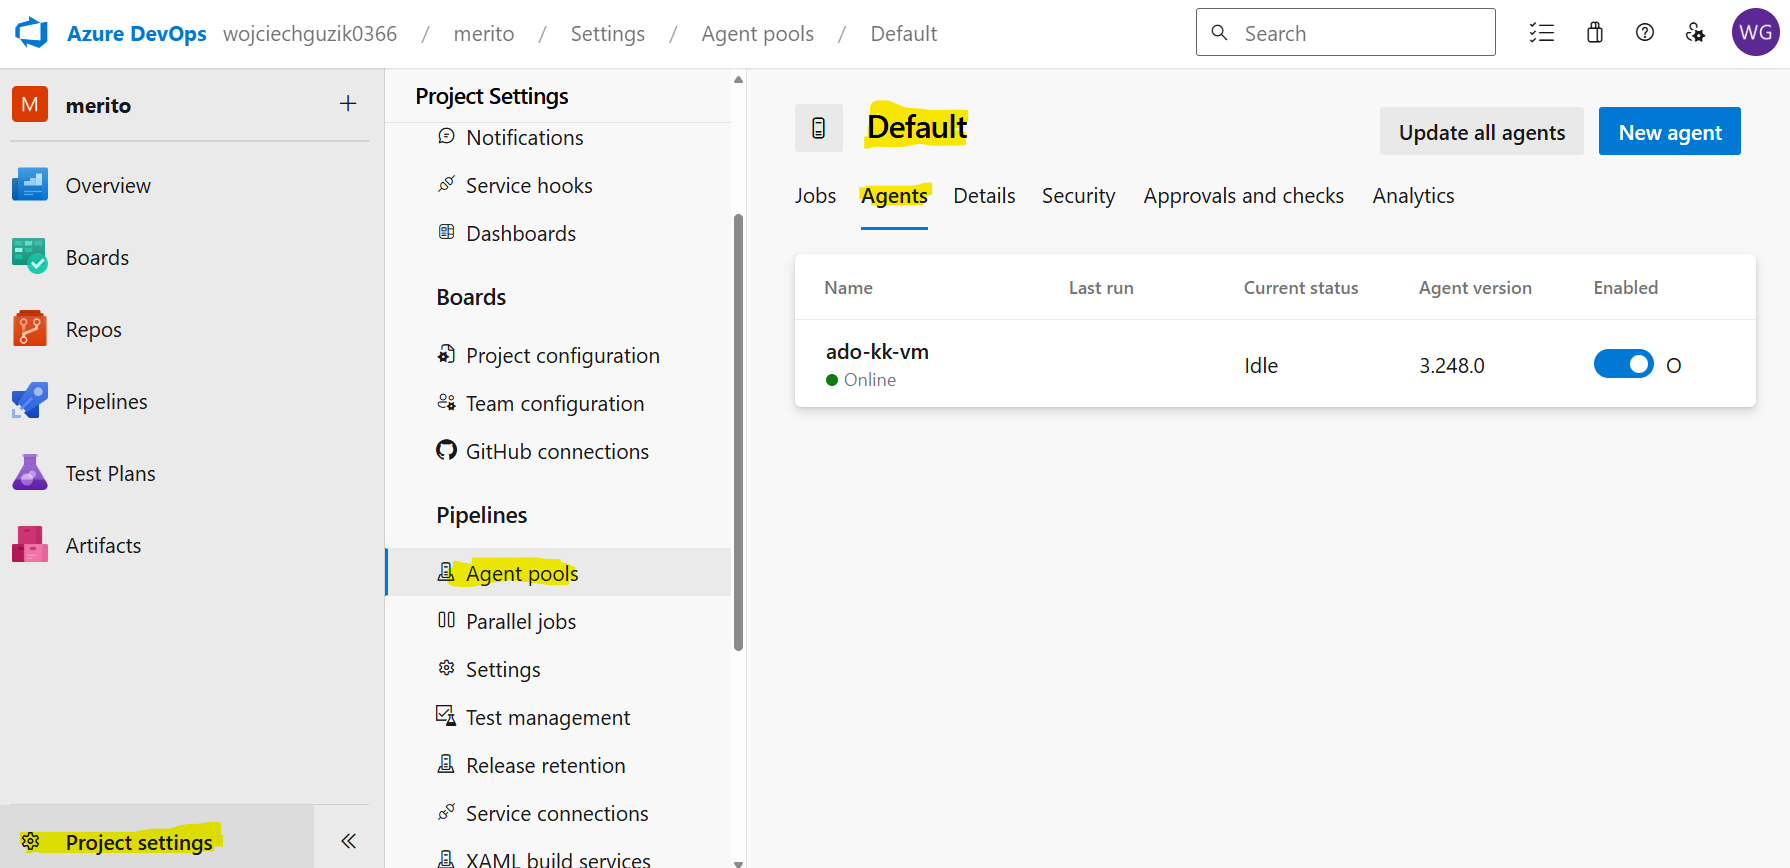 Azure DevOps wojciechguzik0366 / merito / Settings / Agent pools / Default
Search
WG
M merito
Overview
Boards
Repos
Pipelines
Test Plans
Artifacts
Project settings
Project Settings
Notifications
Service hooks
Dashboards
Boards
Project configuration
Team configuration
GitHub connections
Pipelines
Agent pools
Parallel jobs
Settings
Test management
Release retention
Service connections
XAML build services
Default
Update all agents
New agent
Jobs Agents Details Security Approvals and checks Analytics
Name Last run Current status Agent version Enabled
ado-kk-vm
Online
Idle 3.248.0 O